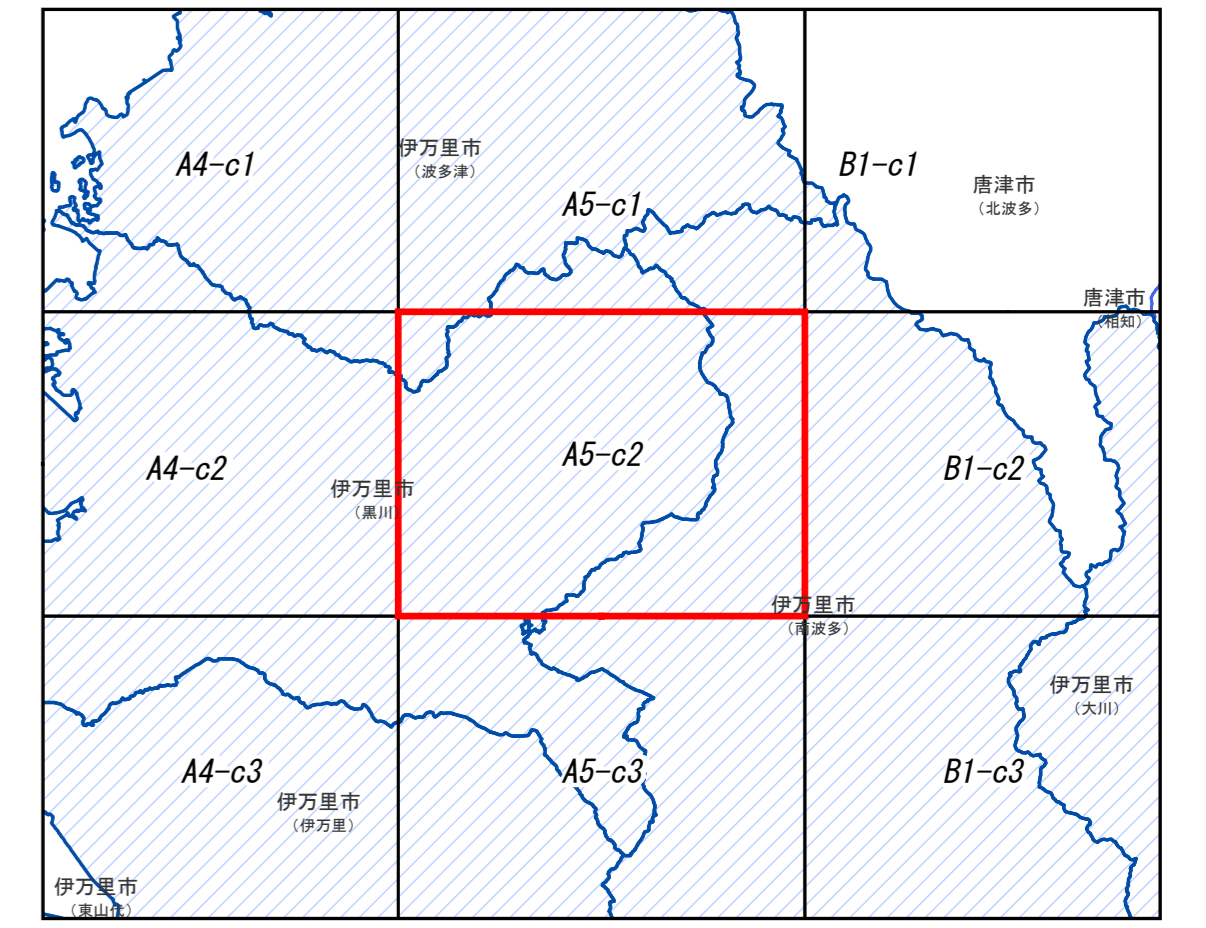 A4-c1
伊万里市
（波多津）
A5-c1
B1-c1
唐津市
（北波多）
唐津市
（相知）
A4-c2
伊万里市
（黒川）
A5-c2
B1-c2
伊万里市
（南波多）
A4-c3
伊万里市
（伊万里）
A5-c3
B1-c3
伊万里市
（大川）
伊万里市
（東山代）